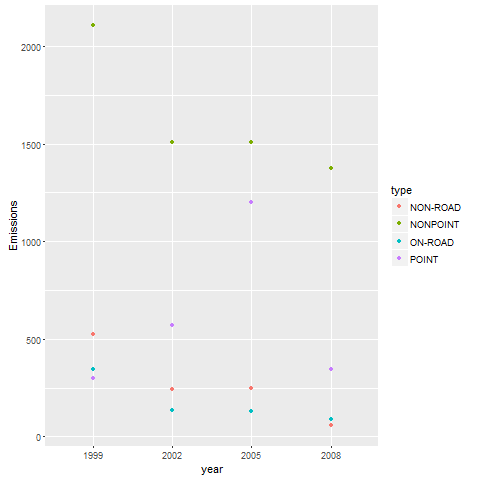 2000
1500
1000
500
0
Emissions
1999 2002 2005 2008
year
type
NON-ROAD
NONPOINT
ON-ROAD
POINT